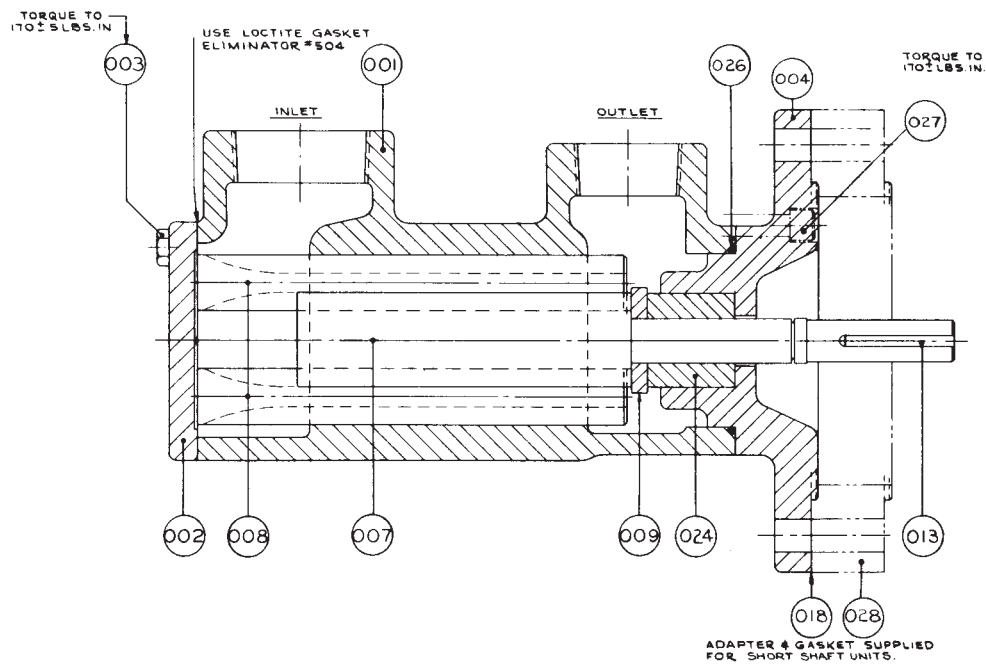 TORQUE TO
170±5LBS.IN
003
USE LOCTITE GASKET
ELIMINATOR #504
001
INLET
OUTLET
026
004
TORQUE TO
170±LBS.IN.
027
002
008
007
009
024
013
018
028
ADAPTER & GASKET SUPPLIED
FOR SHORT SHAFT UNITS.